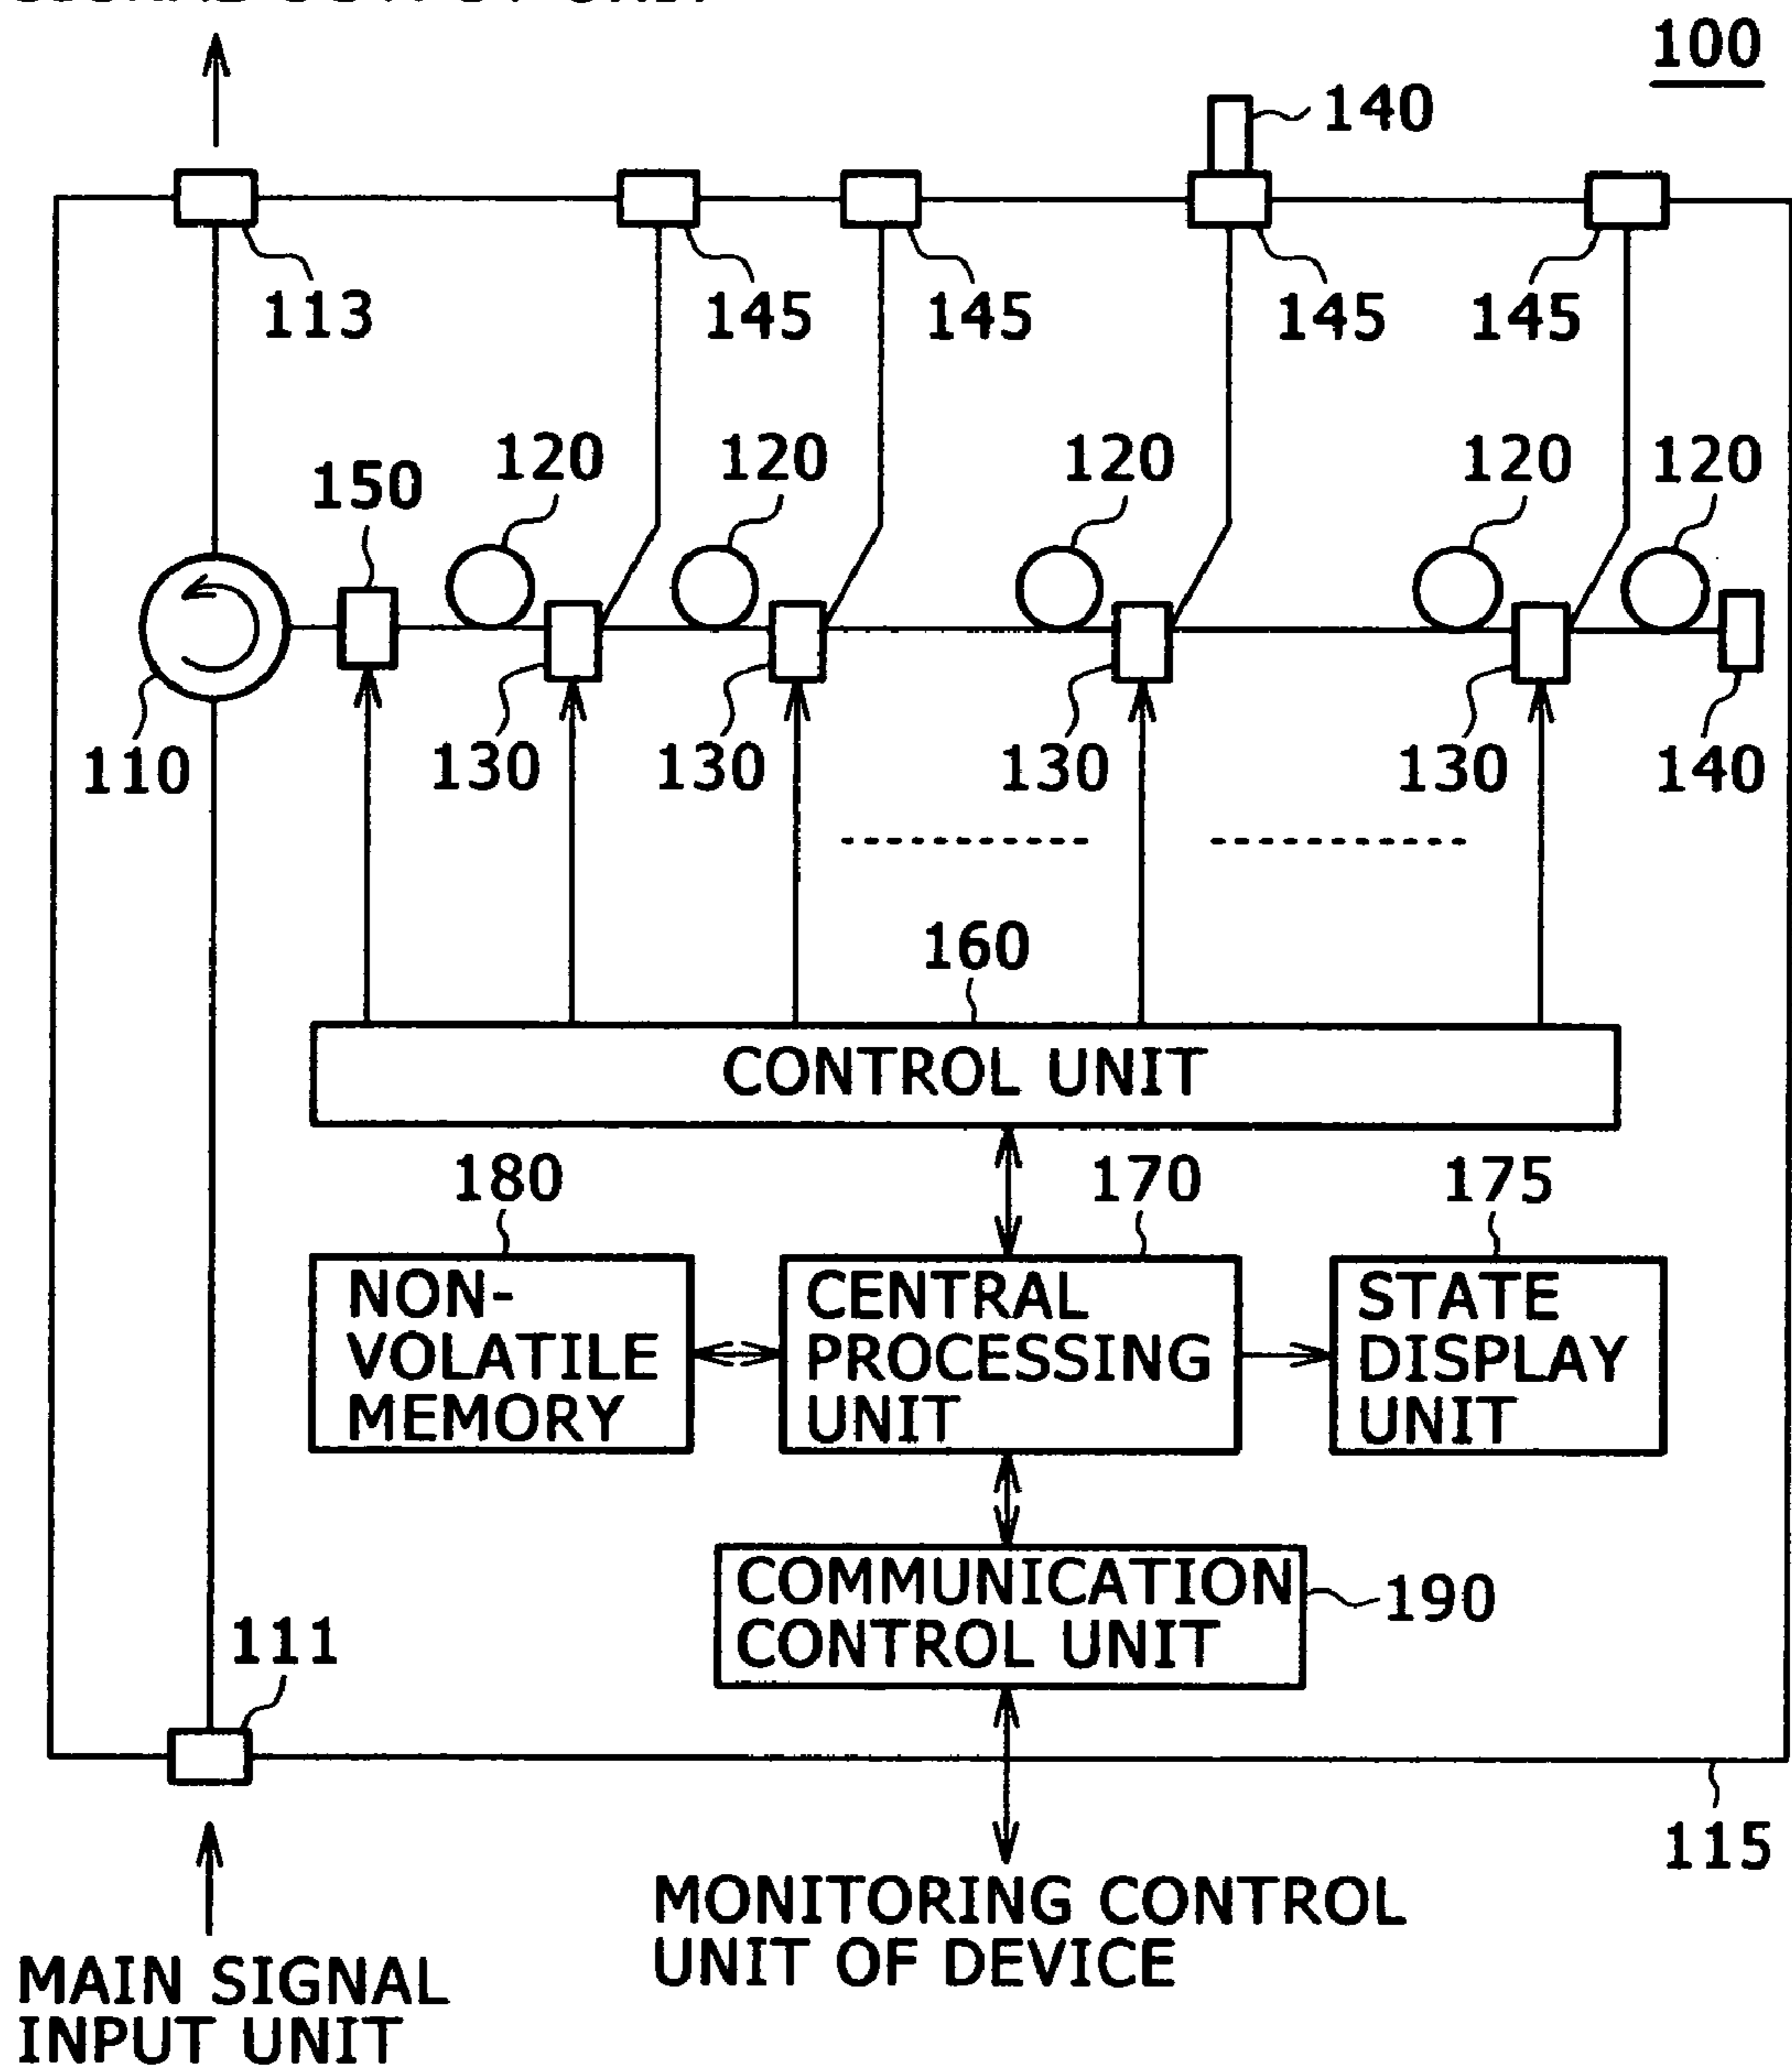 100
140
113
145
145
145
145
120
120
120
120
120
150
110
130
130
130
130
140
160
CONTROL UNIT
180
170
175
NON-
VOLATILE
MEMORY
CENTRAL
PROCESSING
UNIT
STATE
DISPLAY
UNIT
COMMUNICATION
CONTROL UNIT
190
111
115
MONITORING CONTROL
UNIT OF DEVICE
MAIN SIGNAL
INPUT UNIT